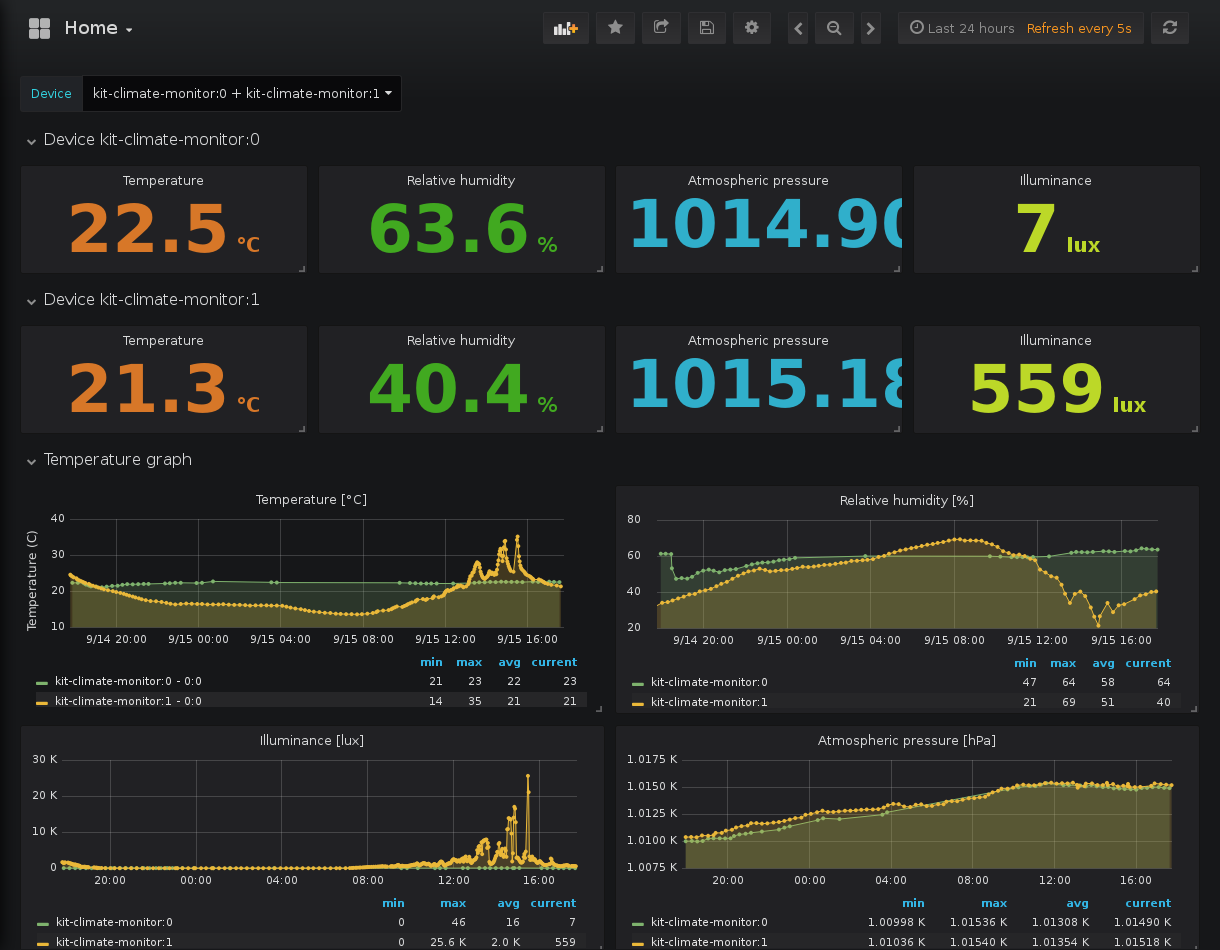 Home
Last 24 hours Refresh every 5s
Device kit-climate-monitor:0 + kit-climate-monitor:1
Device kit-climate-monitor:0
Temperature Relative humidity Atmospheric pressure Illuminance
22.5 °C 63.6 % 1014.90 7 lux
Device kit-climate-monitor:1
Temperature Relative humidity Atmospheric pressure Illuminance
21.3 °C 40.4 % 1015.18 559 lux
Temperature graph
Temperature [°C]
Temperature (C)
40
30
20
10
9/14 20:00 9/15 00:00 9/15 04:00 9/15 08:00 9/15 12:00 9/15 16:00
min max avg current
kit-climate-monitor:0 - 0:0 21 23 22 23
kit-climate-monitor:1 - 0:0 14 35 21 21
Relative humidity [%]
80
60
40
20
9/14 20:00 9/15 00:00 9/15 04:00 9/15 08:00 9/15 12:00 9/15 16:00
min max avg current
kit-climate-monitor:0 47 64 58 64
kit-climate-monitor:1 21 69 51 40
Illuminance [lux]
30 K
20 K
10 K
0
20:00 00:00 04:00 08:00 12:00 16:00
min max avg current
kit-climate-monitor:0 0 46 16 7
kit-climate-monitor:1 0 25.6 K 2.0 K 559
Atmospheric pressure [hPa]
1.0175 K
1.0150 K
1.0125 K
1.0100 K
1.0075 K
20:00 00:00 04:00 08:00 12:00 16:00
min max avg current
kit-climate-monitor:0 1.00998 K 1.01536 K 1.01308 K 1.01490 K
kit-climate-monitor:1 1.01036 K 1.01540 K 1.01354 K 1.01518 K